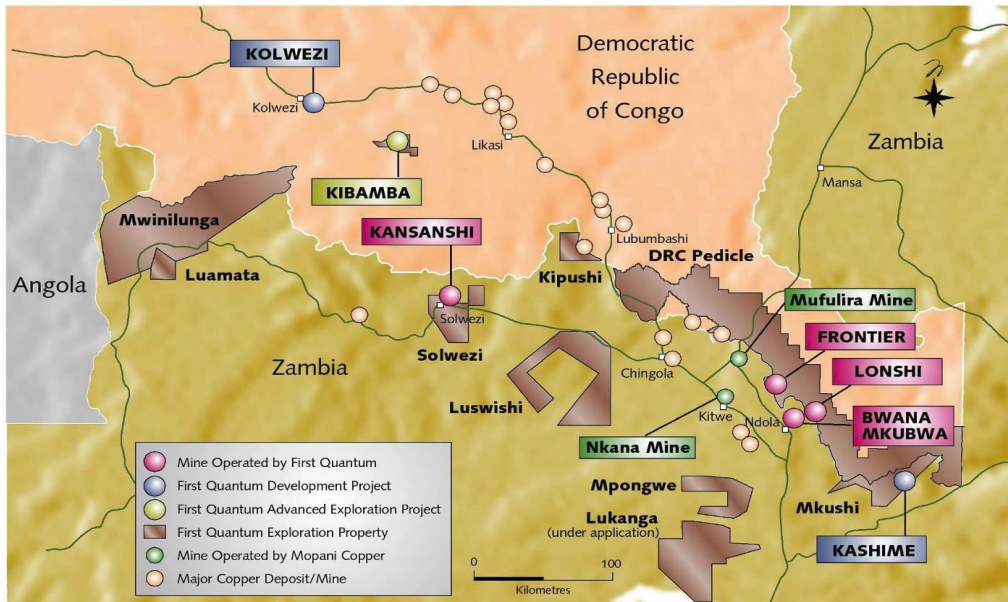 KOLWEZI
Kolwezi
Democratic
Republic
of Congo
Likasi
Zambia
Mansa
KIBAMBA
Mwinilunga
KANSANSHI
Lubumbashi
Luamata
Kipushi
DRC Pedicle
Angola
Mufulira Mine
Solwezi
FRONTIER
Solwezi
Zambia
Chingola
LONSHI
Luswishi
Kitwe
Ndola
BWANA
MKUBWA
Nkana Mine
Mpongwe
Lukanga
(under application)
Mkushi
KASHIME
Mine Operated by First Quantum
First Quantum Development Project
First Quantum Advanced Exploration Project
First Quantum Exploration Property
Mine Operated by Mopani Copper
Major Copper Deposit/Mine
0 100
Kilometres